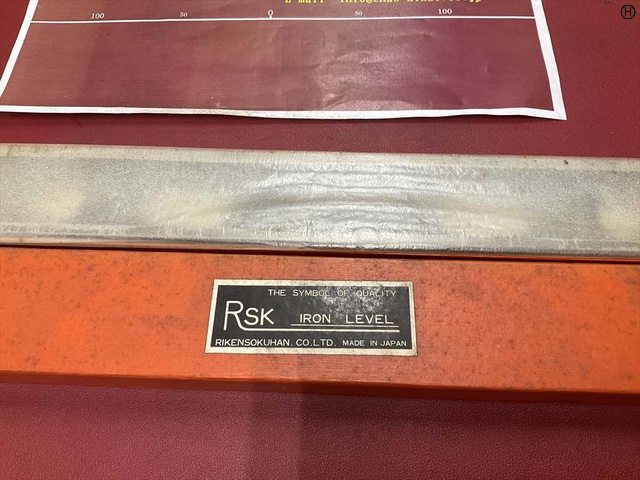 100 50 0 50 100
THE SYMBOL OF QUALITY
RSK IRON LEVEL
RIKENSOKUHAN.CO.LTD. MADE IN JAPAN
H